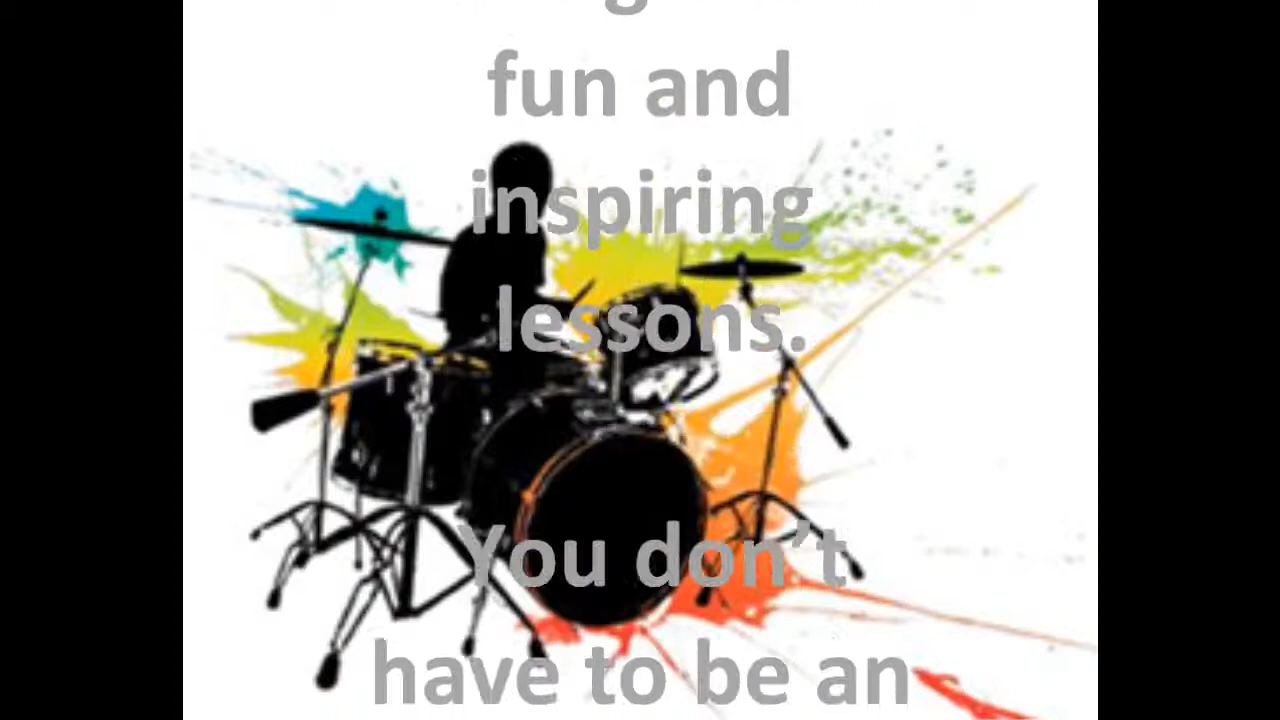 fun and
inspiring
lessons.
You don't
have to be an